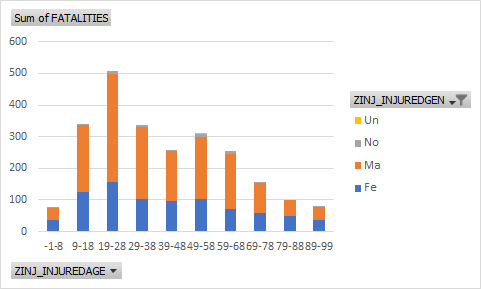 Sum of FATALITIES
600
500
400
300
200
100
0
-1-8 9-18 19-28 29-38 39-48 49-58 59-68 69-78 79-88 89-99
ZINJ_INJUREDGEN
Un
No
Ma
Fe
ZINJ_INJUREDAGE